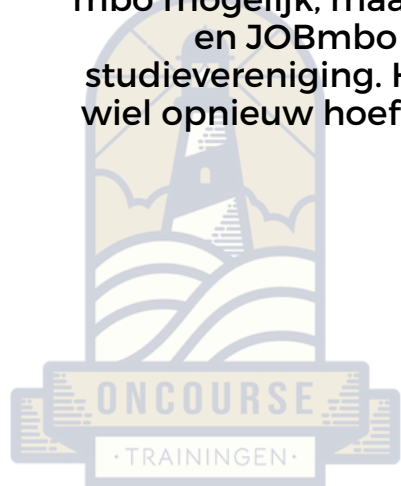 mbo mogelijk, maa
en JOBmbo
studievereniging. H
wiel opnieuw hoef
ONCOURSE
·TRAININGEN·